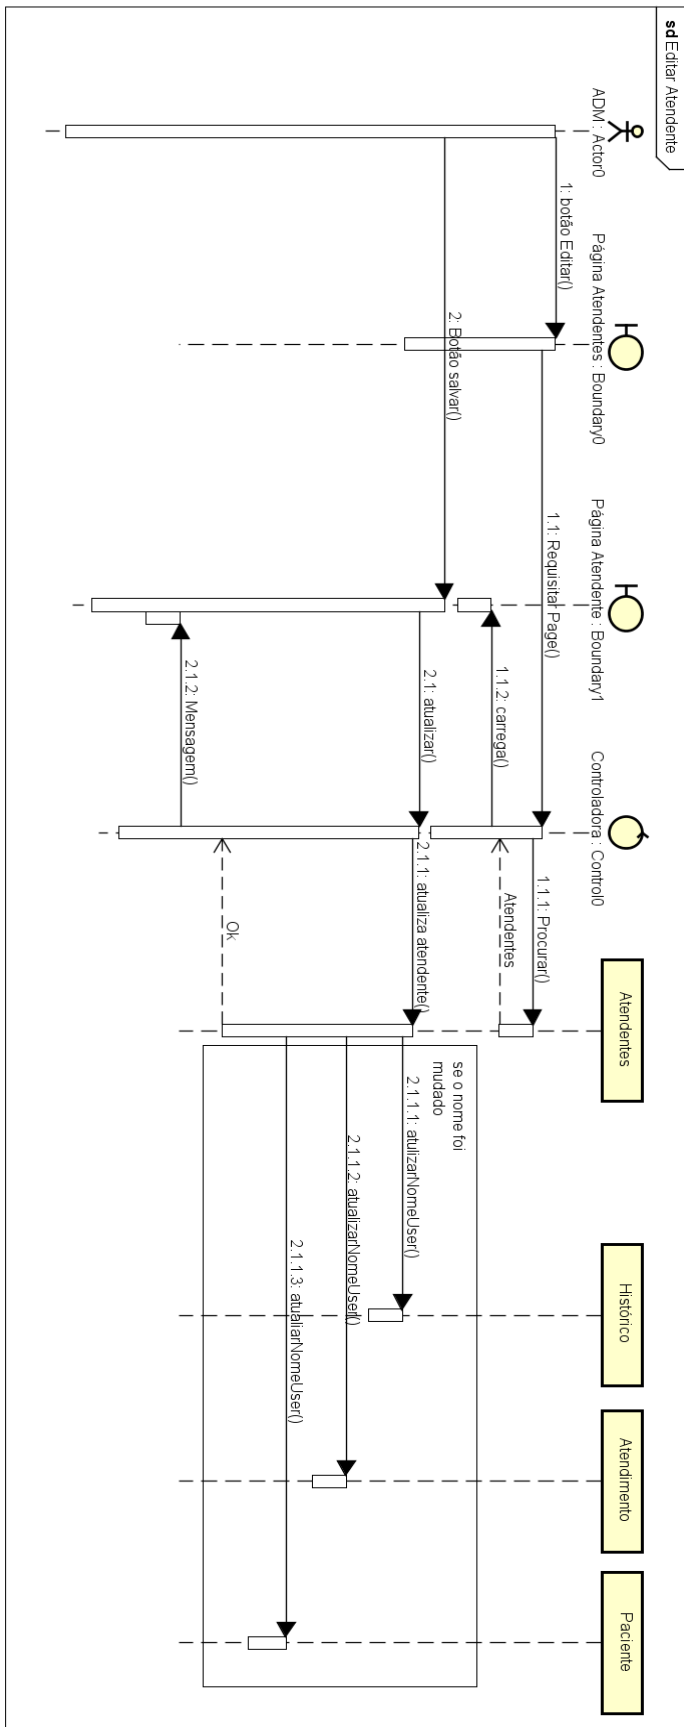 sd Editar Atendente
ADM : Actor0
Página Atendentes : Boundary0
Página Atendente : Boundary1
Controladora : Control0
Atendentes
Histórico
Atendimento
Paciente
1: botão Editar()
1.1: Requisitar Page()
1.1.1: Procurar()
Atendentes
1.1.2: carrega()
2: Botão salvar()
2.1: atualizar()
2.1.1: atualiza atendente()
se o nome foi
mudado
2.1.1.1: atulizarNomeUser()
2.1.1.2: atualizarNomeUser()
2.1.1.3: atualiarNomeUser()
Ok
2.1.2: Mensagem()